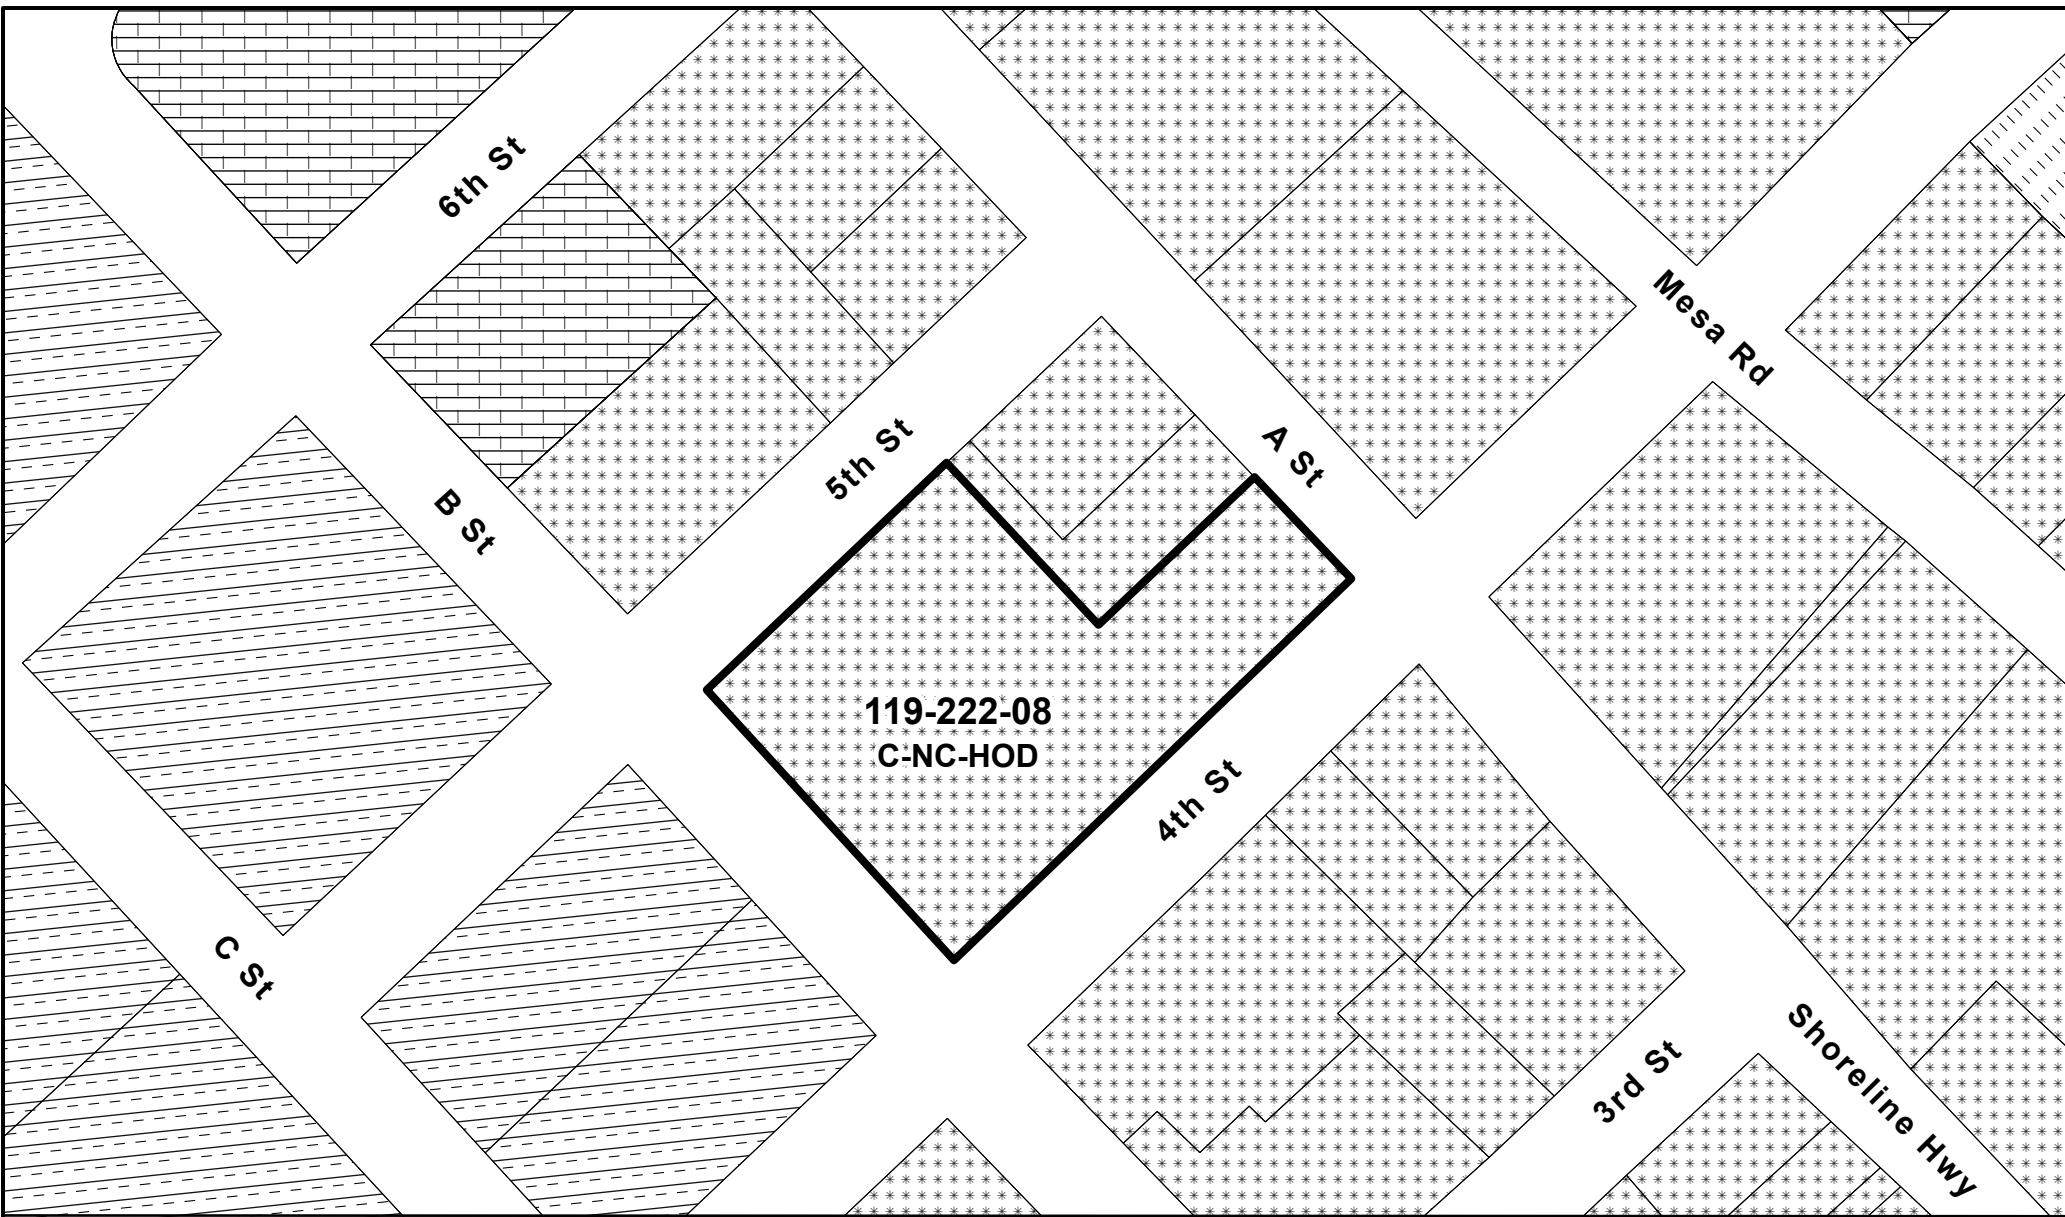 6th St
Mesa Rd
5th St
A St
B St
119-222-08
C-NC-HOD
4th St
C St
3rd St
Shoreline Hwy